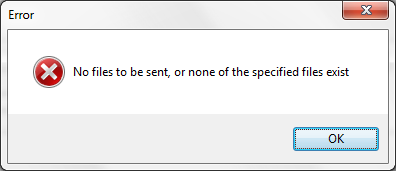 Error
No files to be sent, or none of the specified files exist
OK